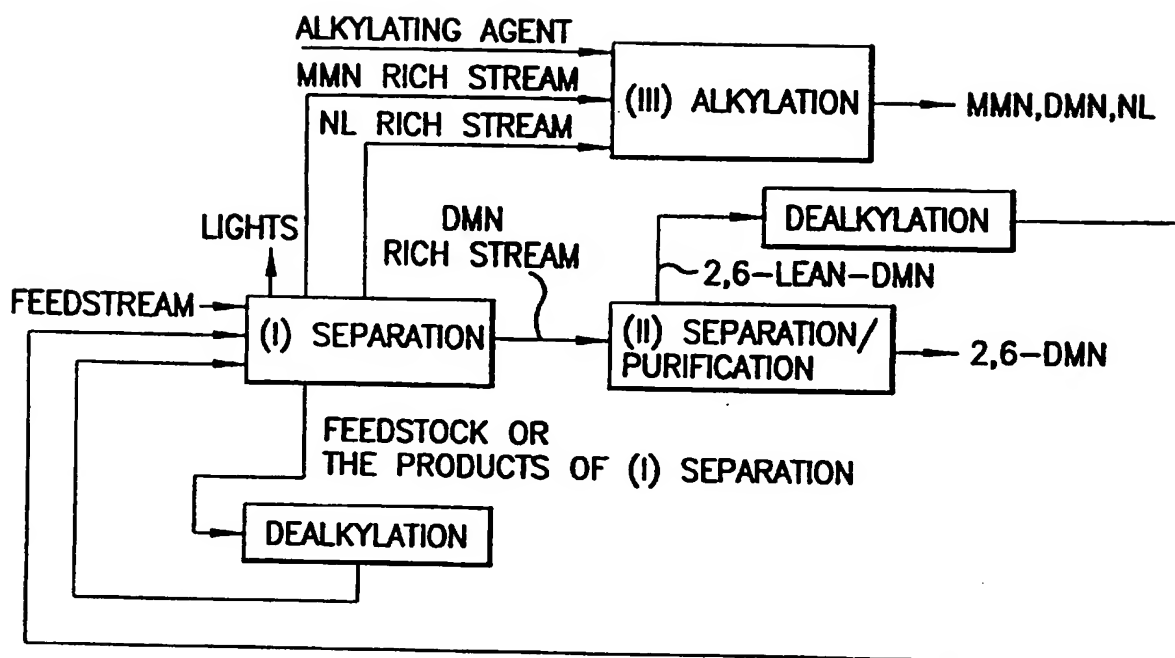 ALKYLATING AGENT
MMN RICH STREAM
NL RICH STREAM
(III) ALKYLATION
MMN,DMN,NL
LIGHTS
DMN
RICH STREAM
DEALKYLATION
2,6-LEAN-DMN
FEEDSTREAM
(I) SEPARATION
(II) SEPARATION/
PURIFICATION
2,6-DMN
FEEDSTOCK OR
THE PRODUCTS OF (I) SEPARATION
DEALKYLATION